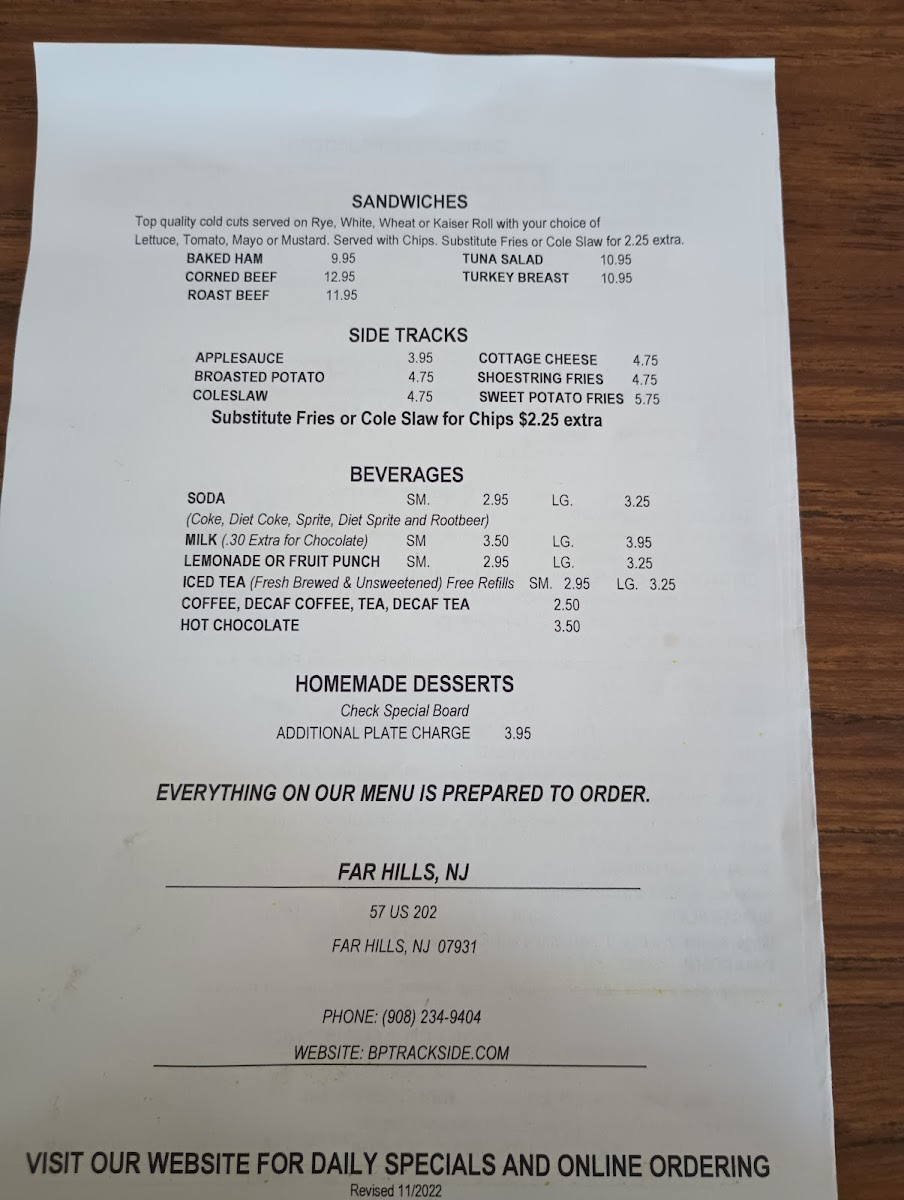 SANDWICHES
Top quality cold cuts served on Rye, White, Wheat or Kaiser Roll with your choice of
Lettuce, Tomato, Mayo or Mustard. Served with Chips. Substitute Fries or Cole Slaw for 2.25 extra.
BAKED HAM 9.95 TUNA SALAD 10.95
CORNED BEEF 12.95 TURKEY BREAST 10.95
ROAST BEEF 11.95
SIDE TRACKS
APPLESAUCE 3.95 COTTAGE CHEESE 4.75
BROASTED POTATO 4.75 SHOESTRING FRIES 4.75
COLESLAW 4.75 SWEET POTATO FRIES 5.75
Substitute Fries or Cole Slaw for Chips $2.25 extra
BEVERAGES
SODA SM. 2.95 LG. 3.25
(Coke, Diet Coke, Sprite, Diet Sprite and Rootbeer)
MILK (.30 Extra for Chocolate) SM 3.50 LG. 3.95
LEMONADE OR FRUIT PUNCH SM. 2.95 LG. 3.25
ICED TEA (Fresh Brewed & Unsweetened) Free Refills SM. 2.95 LG. 3.25
COFFEE, DECAF COFFEE, TEA, DECAF TEA 2.50
HOT CHOCOLATE 3.50
HOMEMADE DESSERTS
Check Special Board
ADDITIONAL PLATE CHARGE 3.95
EVERYTHING ON OUR MENU IS PREPARED TO ORDER.
FAR HILLS, NJ
57 US 202
FAR HILLS, NJ 07931
PHONE: (908) 234-9404
WEBSITE: BPTRACKSIDE.COM
VISIT OUR WEBSITE FOR DAILY SPECIALS AND ONLINE ORDERING
Revised 11/2022